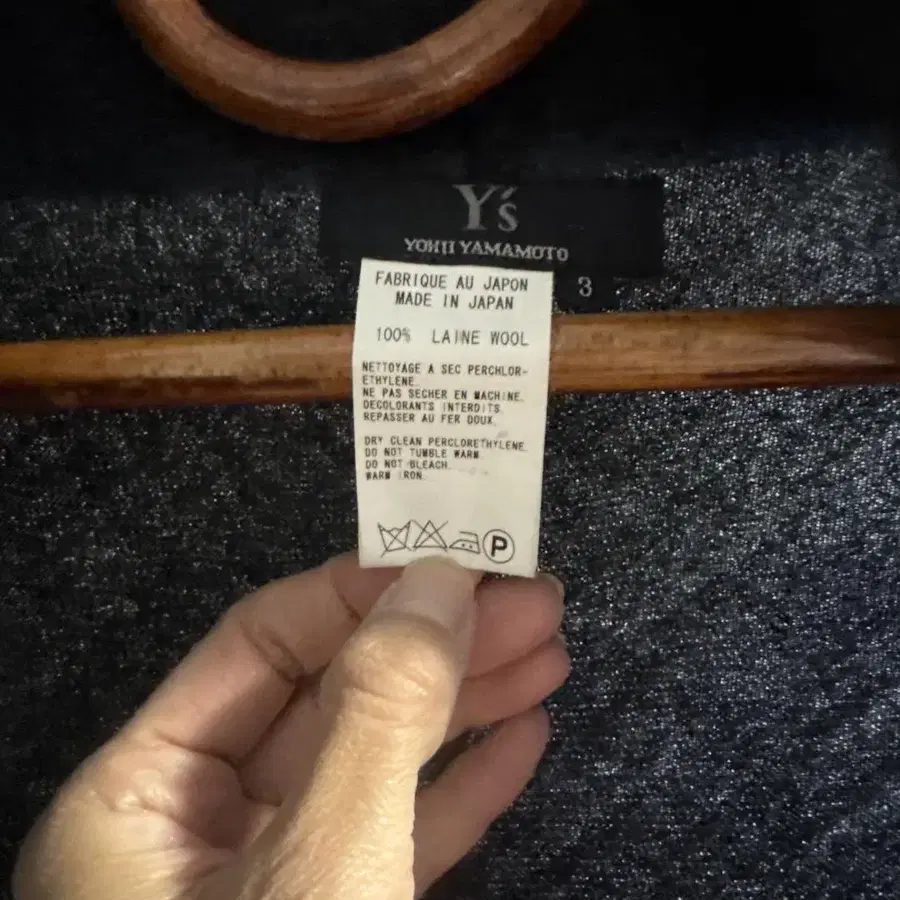 Y's
YOHJI YAMAMOTO
3
FABRIQUE AU JAPON
MADE IN JAPAN
100% LAINE WOOL
NETTOYAGE A SEC PERCHLOR-
ETHYLENE.
NE PAS SECHER EN MACHINE.
DECOLORANTS INTERDITS.
REPASSER AU FER DOUX.
DRY CLEAN PERCLORETHYLENE.
DO NOT TUMBLE WARM
DO NOT BLEACH.
WARM IRON.
P